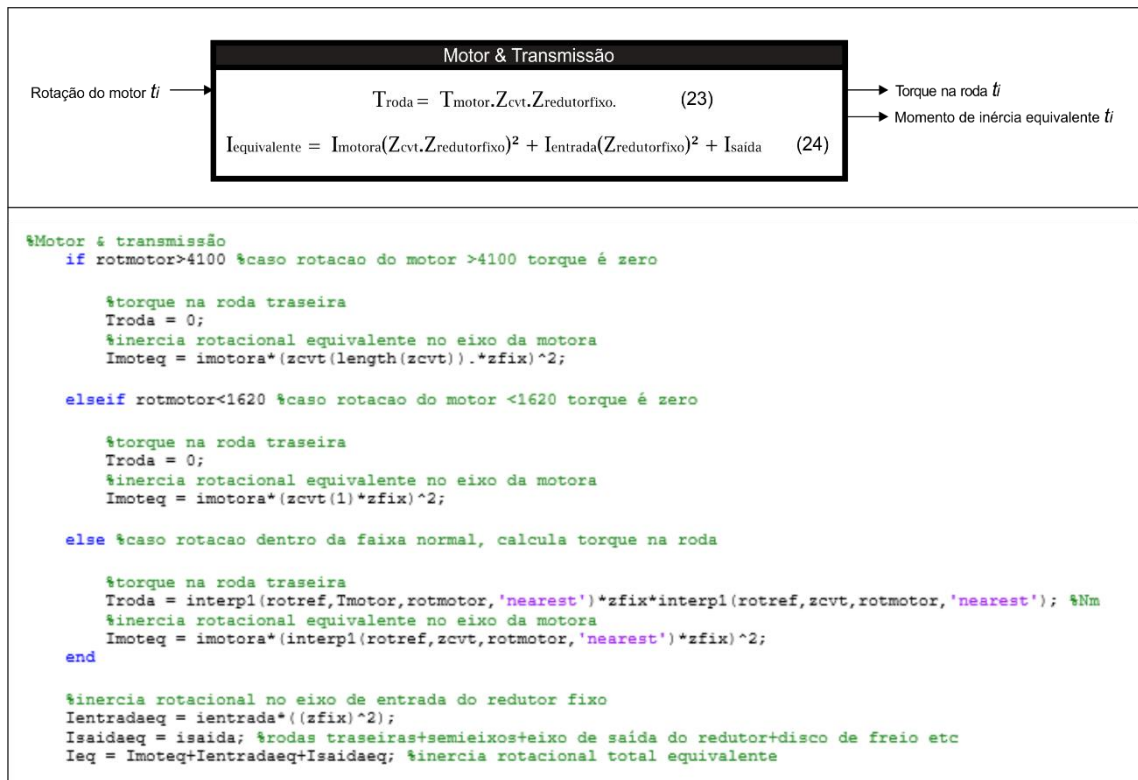 Motor & Transmissão
Rotação do motor ti
Troda = Tmotor.Zcvt.Zredutorfixo. (23)
Iequivalente = Imotora(Zcvt.Zredutorfixo)² + Ientrada(Zredutorfixo)² + Isaída (24)
Torque na roda ti
Momento de inércia equivalente ti
%Motor & transmissão
if rotmotor>4100 %caso rotacao do motor >4100 torque é zero
%torque na roda traseira
Troda = 0;
%inercia rotacional equivalente no eixo da motora
Imoteq = imotora*(zcvt(length(zcvt)).*zfix)^2;
elseif rotmotor<1620 %caso rotacao do motor <1620 torque é zero
%torque na roda traseira
Troda = 0;
%inercia rotacional equivalente no eixo da motora
Imoteq = imotora*(zcvt(1)*zfix)^2;
else %caso rotacao dentro da faixa normal, calcula torque na roda
%torque na roda traseira
Troda = interp1(rotref,Tmotor,rotmotor,'nearest')*zfix*interp1(rotref,zcvt,rotmotor,'nearest'); %Nm
%inercia rotacional equivalente no eixo da motora
Imoteq = imotora*(interp1(rotref,zcvt,rotmotor,'nearest')*zfix)^2;
end
%inercia rotacional no eixo de entrada do redutor fixo
Ientradaeq = ientrada*((zfix)^2);
Isaidaeq = isaida; %rodas traseiras+semieixos+eixo de saída do redutor+disco de freio etc
Ieq = Imoteq+Ientradaeq+Isaidaeq; %inercia rotacional total equivalente